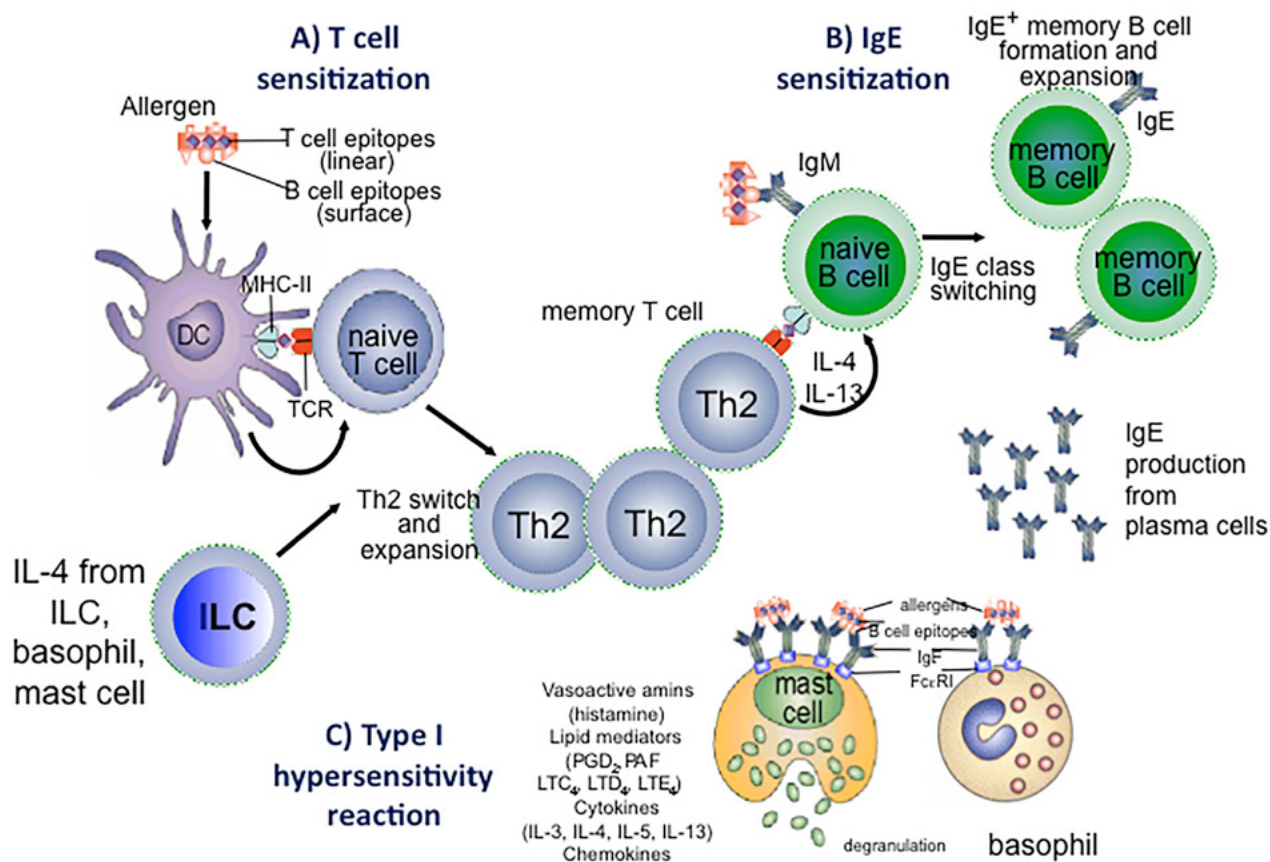 A) T cell
sensitization
Allergen
T cell epitopes
(linear)
B cell epitopes
(surface)
MHC-II
DC
naive
T cell
TCR
Th2 switch
and
expansion
Th2
Th2
IL-4 from
ILC,
basophil,
mast cell
ILC
B) IgE
sensitization
IgM
naive
B cell
memory T cell
Th2
IL-4
IL-13
IgE class
switching
IgE+ memory B cell
formation and
expansion
IgE
memory
B cell
memory
B cell
IgE
production
from
plasma cells
C) Type I
hypersensitivity
reaction
Vasoactive amins
(histamine)
Lipid mediators
(PGD2, PAF
LTC4, LTD4, LTE4)
Cytokines
(IL-3, IL-4, IL-5, IL-13)
Chemokines
mast
cell
degranulation
allergens
B cell epitopes
IgE
FcεRI
basophil